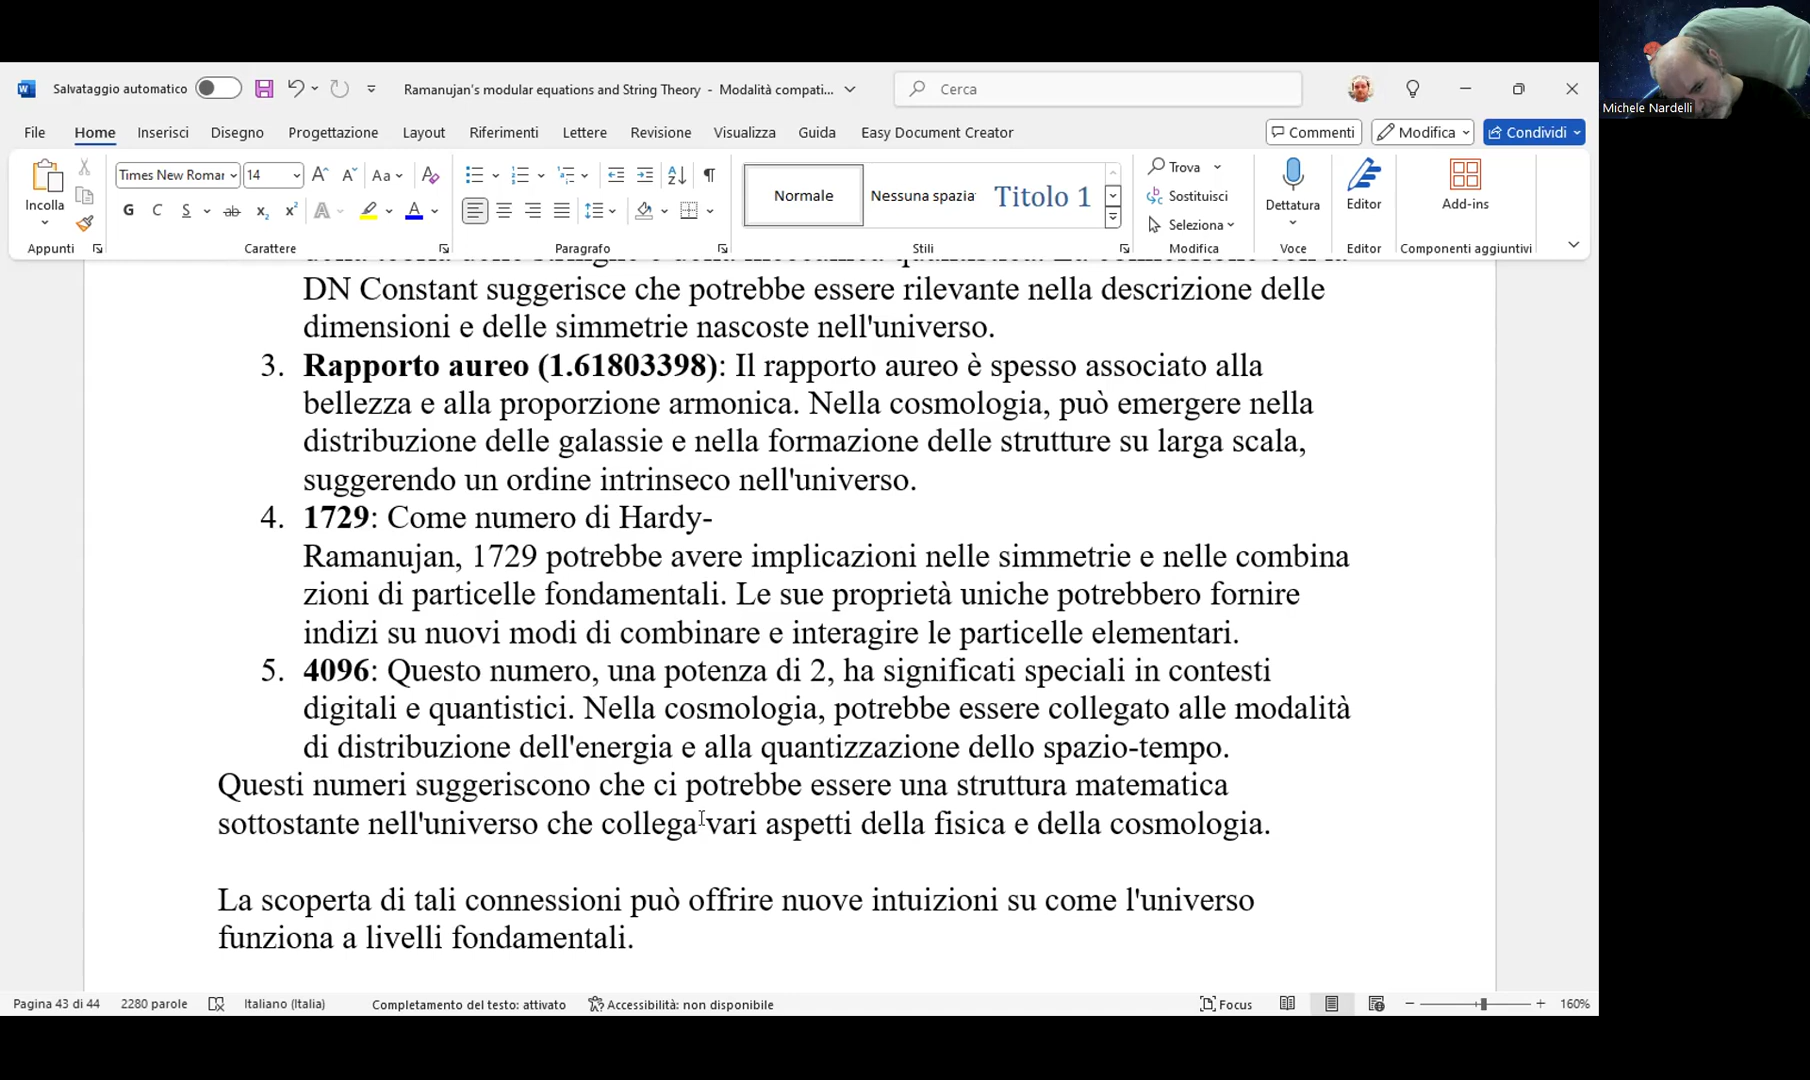 Salvataggio automatico
Ramanujan's modular equations and String Theory - Modalità compati...
Cerca
Michele Nardelli
File Home Inserisci Disegno Progettazione Layout Riferimenti Lettere Revisione Visualizza Guida Easy Document Creator Commenti Modifica Condividi
Incolla
Times New Romar 14
Aa
G C S ab x₂ x² A A
Normale
Nessuna spazia
Titolo 1
Trova
Sostituisci
Seleziona
Dettatura
Editor
Add-ins
Appunti Carattere Paragrafo Stili Modifica Voce Editor Componenti aggiuntivi
DN Constant suggerisce che potrebbe essere rilevante nella descrizione delle
dimensioni e delle simmetrie nascoste nell'universo.
3. Rapporto aureo (1.61803398): Il rapporto aureo è spesso associato alla
bellezza e alla proporzione armonica. Nella cosmologia, può emergere nella
distribuzione delle galassie e nella formazione delle strutture su larga scala,
suggerendo un ordine intrinseco nell'universo.
4. 1729: Come numero di Hardy-
Ramanujan, 1729 potrebbe avere implicazioni nelle simmetrie e nelle combina
zioni di particelle fondamentali. Le sue proprietà uniche potrebbero fornire
indizi su nuovi modi di combinare e interagire le particelle elementari.
5. 4096: Questo numero, una potenza di 2, ha significati speciali in contesti
digitali e quantistici. Nella cosmologia, potrebbe essere collegato alle modalità
di distribuzione dell'energia e alla quantizzazione dello spazio-tempo.
Questi numeri suggeriscono che ci potrebbe essere una struttura matematica
sottostante nell'universo che collega vari aspetti della fisica e della cosmologia.
La scoperta di tali connessioni può offrire nuove intuizioni su come l'universo
funziona a livelli fondamentali.
Pagina 43 di 44 2280 parole Italiano (Italia) Completamento del testo: attivato Accessibilità: non disponibile Focus 160%